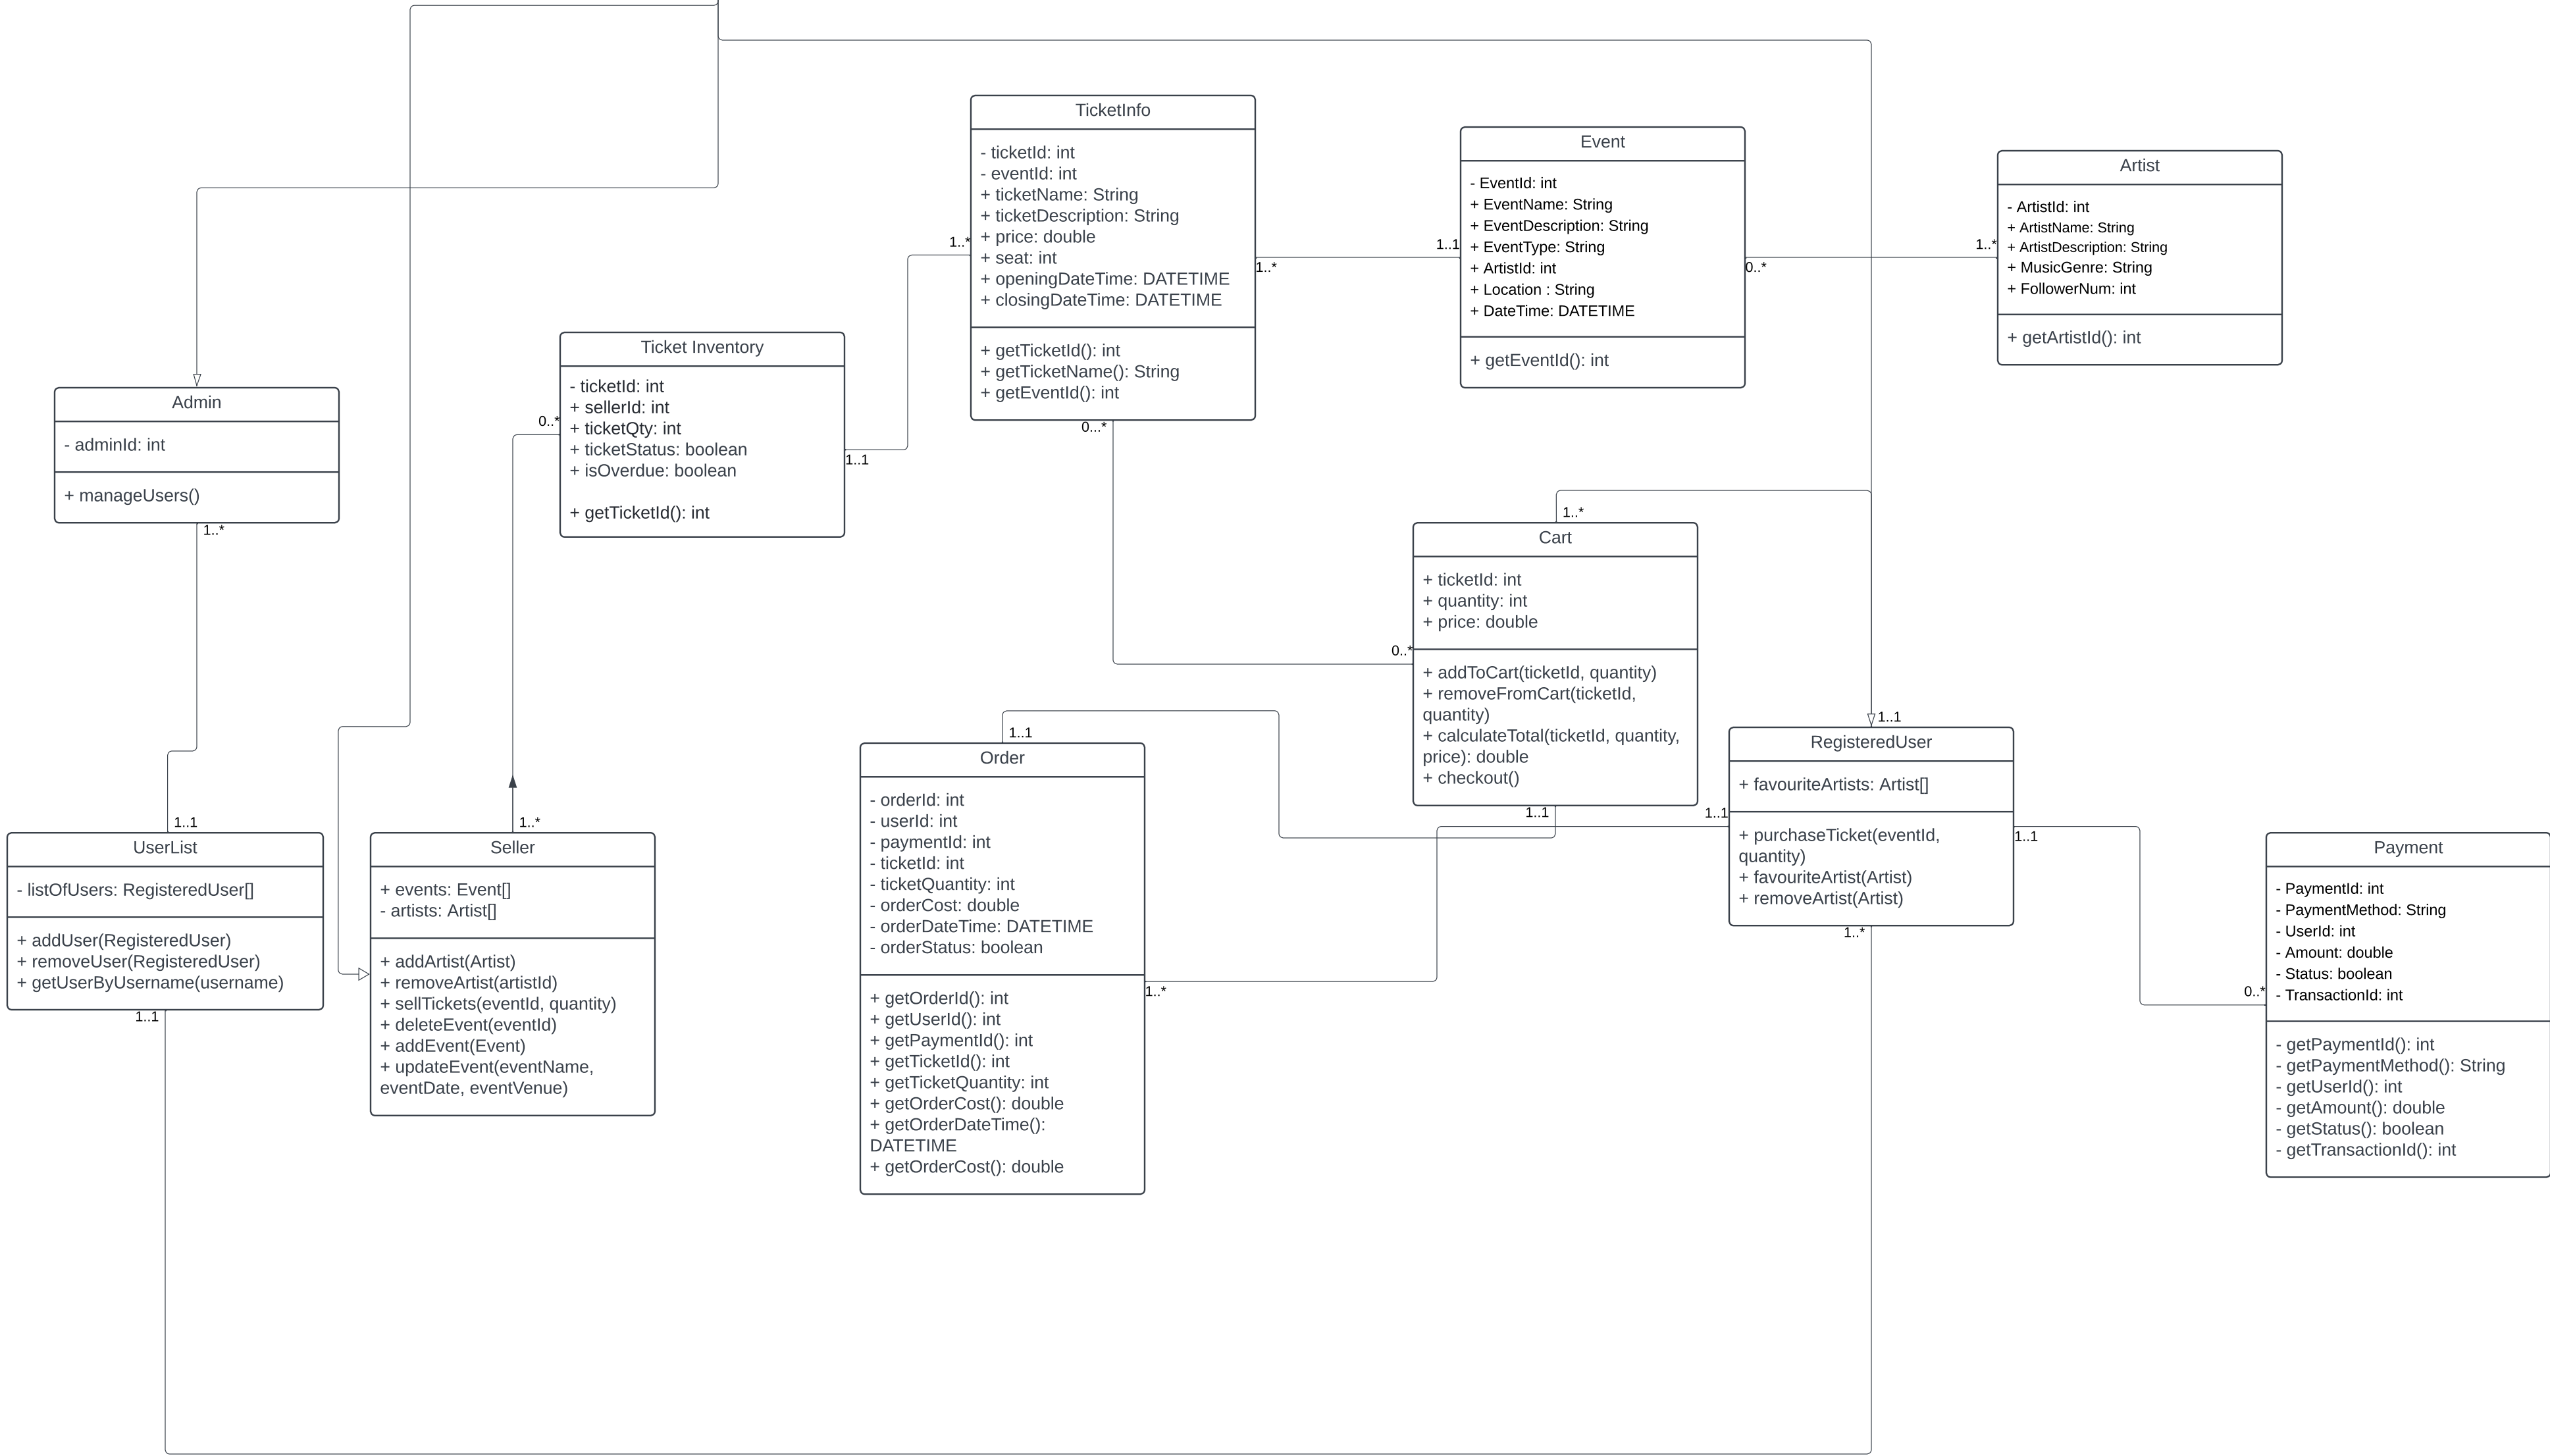 TicketInfo
- ticketId: int
- eventId: int
+ ticketName: String
+ ticketDescription: String
+ price: double
+ seat: int
+ openingDateTime: DATETIME
+ closingDateTime: DATETIME
+ getTicketId(): int
+ getTicketName(): String
+ getEventId(): int
1..*
1..*
0...*
Event
- EventId: int
+ EventName: String
+ EventDescription: String
+ EventType: String
+ ArtistId: int
+ Location : String
+ DateTime: DATETIME
+ getEventId(): int
1..1
0..*
Artist
- ArtistId: int
+ ArtistName: String
+ ArtistDescription: String
+ MusicGenre: String
+ FollowerNum: int
+ getArtistId(): int
1..*
Ticket Inventory
- ticketId: int
+ sellerId: int
+ ticketQty: int
+ ticketStatus: boolean
+ isOverdue: boolean
+ getTicketId(): int
0..*
1..1
Admin
- adminId: int
+ manageUsers()
1..*
1..*
Cart
+ ticketId: int
+ quantity: int
+ price: double
+ addToCart(ticketId, quantity)
+ removeFromCart(ticketId,
quantity)
+ calculateTotal(ticketId, quantity,
price): double
+ checkout()
0..*
1..1
1..1
RegisteredUser
+ favouriteArtists: Artist[]
+ purchaseTicket(eventId,
quantity)
+ favouriteArtist(Artist)
+ removeArtist(Artist)
1..1
1..1
1..*
1..1
Order
- orderId: int
- userId: int
- paymentId: int
- ticketId: int
- ticketQuantity: int
- orderCost: double
- orderDateTime: DATETIME
- orderStatus: boolean
+ getOrderId(): int
+ getUserId(): int
+ getPaymentId(): int
+ getTicketId(): int
+ getTicketQuantity: int
+ getOrderCost(): double
+ getOrderDateTime():
DATETIME
+ getOrderCost(): double
1..*
1..1
UserList
- listOfUsers: RegisteredUser[]
+ addUser(RegisteredUser)
+ removeUser(RegisteredUser)
+ getUserByUsername(username)
1..1
1..*
Seller
+ events: Event[]
- artists: Artist[]
+ addArtist(Artist)
+ removeArtist(artistId)
+ sellTickets(eventId, quantity)
+ deleteEvent(eventId)
+ addEvent(Event)
+ updateEvent(eventName,
eventDate, eventVenue)
Payment
- PaymentId: int
- PaymentMethod: String
- UserId: int
- Amount: double
- Status: boolean
- TransactionId: int
- getPaymentId(): int
- getPaymentMethod(): String
- getUserId(): int
- getAmount(): double
- getStatus(): boolean
- getTransactionId(): int
0..*